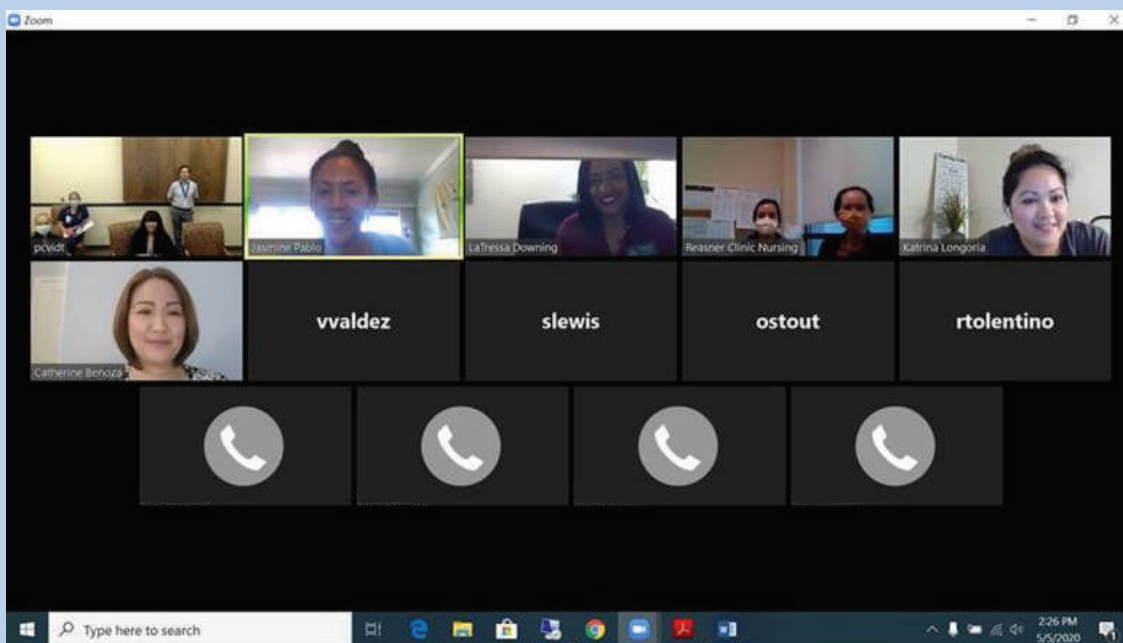 Zoom
pcvidt
Jasmine Pablo
LaTressa Downing
Reasner Clinic Nursing
Katrina Longoria
Catherine Benoza
vvaldez
slewis
ostout
rtolentino
Type here to search
2:26 PM
5/5/2020